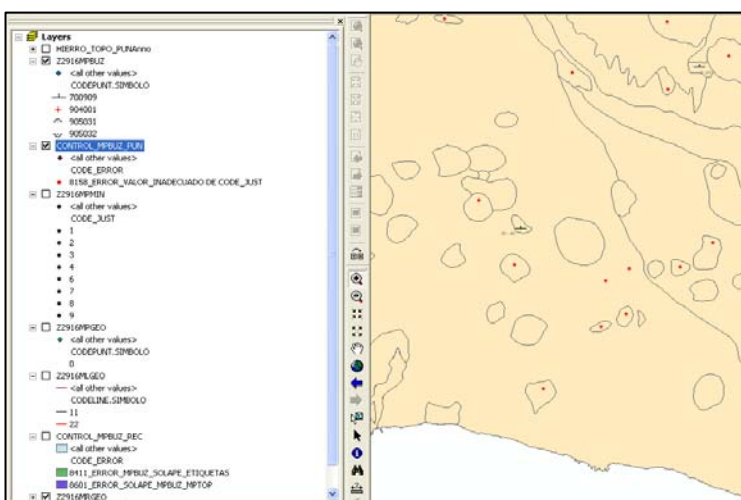 Layers
HIERRO_TOPO_PUNAnno
Z2916MPBUZ
<all other values>
CODEPUNT.SIMBOLO
700909
904001
905031
905032
CONTROL_MPBUZ_PUN
<all other values>
CODE_ERROR
8158_ERROR_VALOR_INADECUADO DE CODE_JUST
Z2916MPMIN
<all other values>
CODE_JUST
1
2
3
4
6
7
8
9
Z2916MPGEO
<all other values>
CODEPUNT.SIMBOLO
0
Z2916MLGEO
<all other values>
CODELINE.SIMBOLO
11
22
CONTROL_MPBUZ_REC
<all other values>
CODE_ERROR
8411_ERROR_MPBUZ_SOLAPE_ETIQUETAS
8601_ERROR_SOLAPE_MPBUZ_MPTOP
Z2916MRGEO